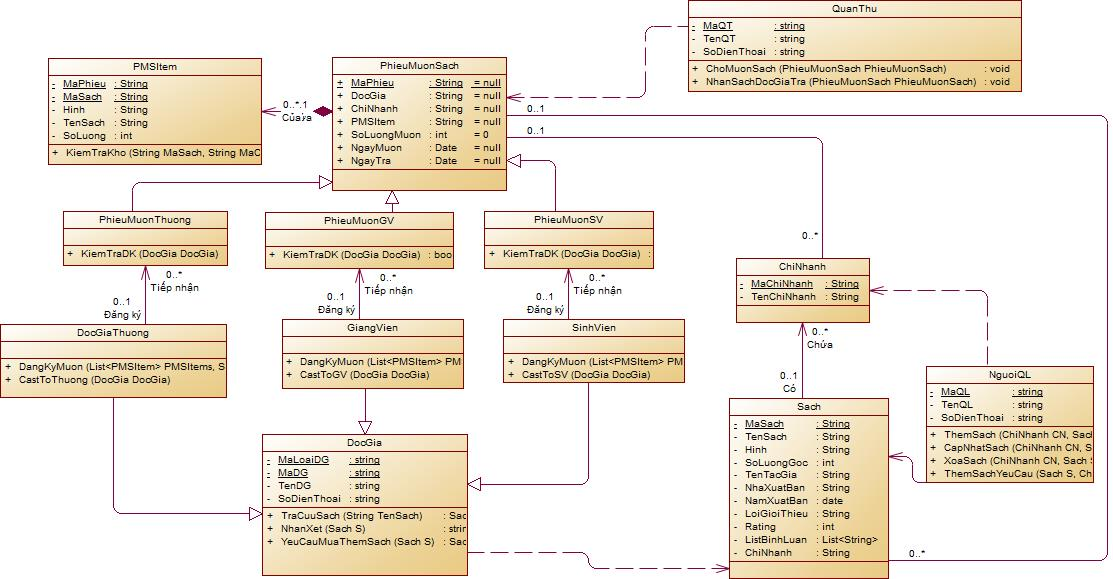 QuanThu
- MaQT : string
- TenQT : string
- SoDienThoai : string
+ ChoMuonSach (PhieuMuonSach PhieuMuonSach) : void
+ NhanSachDocGiaTra (PhieuMuonSach PhieuMuonSach) : void
PMSItem
- MaPhieu : String
- MaSach : String
- Hinh : String
- TenSach : String
- SoLuong : int
+ KiemTraKho (String MaSach, String MaC
PhieuMuonSach
+ MaPhieu : String = null
+ DocGia : String = null
+ ChiNhanh : String = null
+ PMSItem : String = null
+ SoLuongMuon : int = 0
+ NgayMuon : Date = null
+ NgayTra : Date = null
0..1
0..1
PhieuMuonThuong
+ KiemTraDK (DocGia DocGia)
PhieuMuonGV
+ KiemTraDK (DocGia DocGia) : boo
PhieuMuonSV
+ KiemTraDK (DocGia DocGia) :
0..*
0..*
Tiếp nhận
0..1
Đăng ký
0..*
Tiếp nhận
0..1
Đăng ký
0..*
Tiếp nhận
0..1
Đăng ký
ChiNhanh
- MaChiNhanh : String
- TenChiNhanh : String
0..*
Chứa
0..1
Có
DocGiaThuong
+ DangKyMuon (List<PMSItem> PMSItems, S
+ CastToThuong (DocGia DocGia)
GiangVien
+ DangKyMuon (List<PMSItem> PM
+ CastToGV (DocGia DocGia)
SinhVien
+ DangKyMuon (List<PMSItem> PM
+ CastToSV (DocGia DocGia)
NguoiQL
- MaQL : string
- TenQL : string
- SoDienThoai : string
+ ThemSach (ChiNhanh CN, Sacl
+ CapNhatSach (ChiNhanh CN, Sac
+ XoaSach (ChiNhanh CN, Sach S
+ ThemSachYeuCau (Sach S, Ch
Sach
- MaSach : String
- TenSach : String
- Hinh : String
- SoLuongGoc : int
- TenTacGia : String
- NhaXuatBan : String
- NamXuatBan : date
- LoiGioiThieu : String
- Rating : int
- ListBinhLuan : List<String>
- ChiNhanh : String
0..*
DocGia
- MaLoaiDG : string
- MaDG : string
- TenDG : string
- SoDienThoai : string
+ TraCuuSach (String TenSach) : Sac
+ NhanXet (Sach S) : strin
+ YeuCauMuaThemSach (Sach S) : Sac